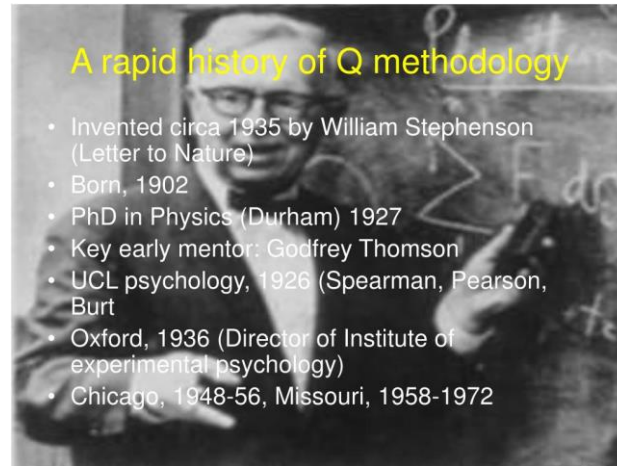 A rapid history of Q methodology
• Invented circa 1935 by William Stephenson
(Letter to Nature)
• Born, 1902
• PhD in Physics (Durham) 1927
• Key early mentor: Godfrey Thomson
• UCL psychology, 1926 (Spearman, Pearson,
Burt
• Oxford, 1936 (Director of Institute of
experimental psychology)
• Chicago, 1948-56, Missouri, 1958-1972